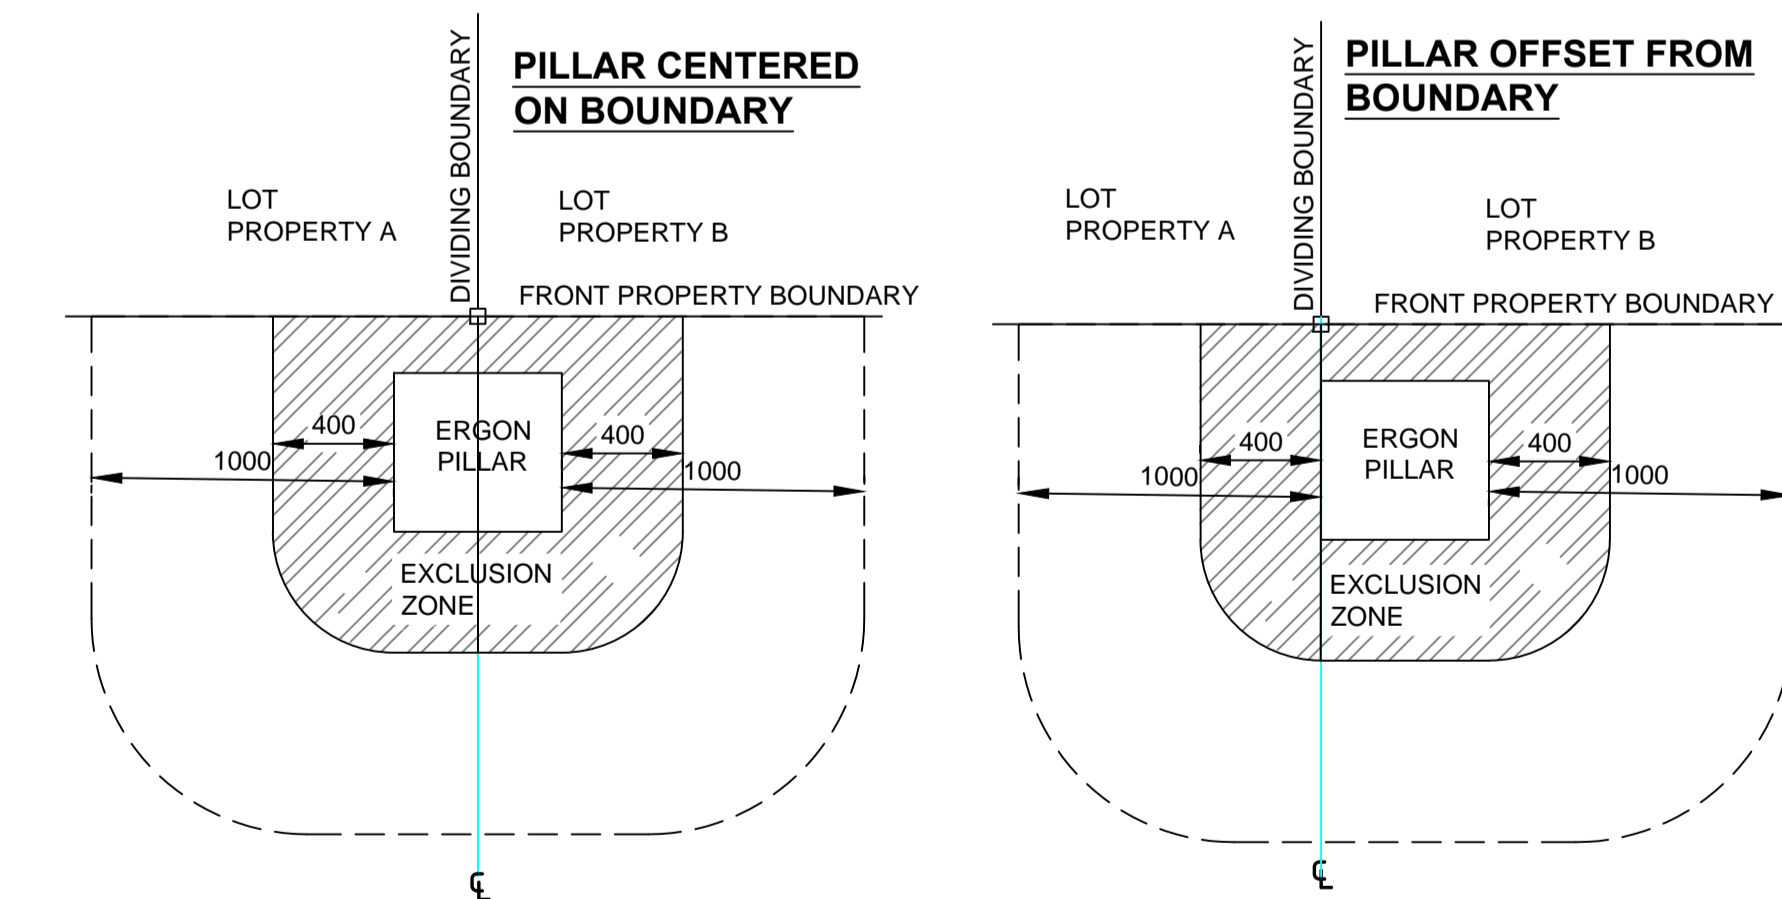 DIVIDING BOUNDARY
PILLAR CENTERED
ON BOUNDARY
LOT
PROPERTY A
LOT
PROPERTY B
FRONT PROPERTY BOUNDARY
400
1000
ERGON
PILLAR
400
1000
EXCLUSION
ZONE
℄
DIVIDING BOUNDARY
PILLAR OFFSET FROM
BOUNDARY
LOT
PROPERTY A
LOT
PROPERTY B
FRONT PROPERTY BOUNDARY
400
1000
ERGON
PILLAR
400
1000
EXCLUSION
ZONE
℄